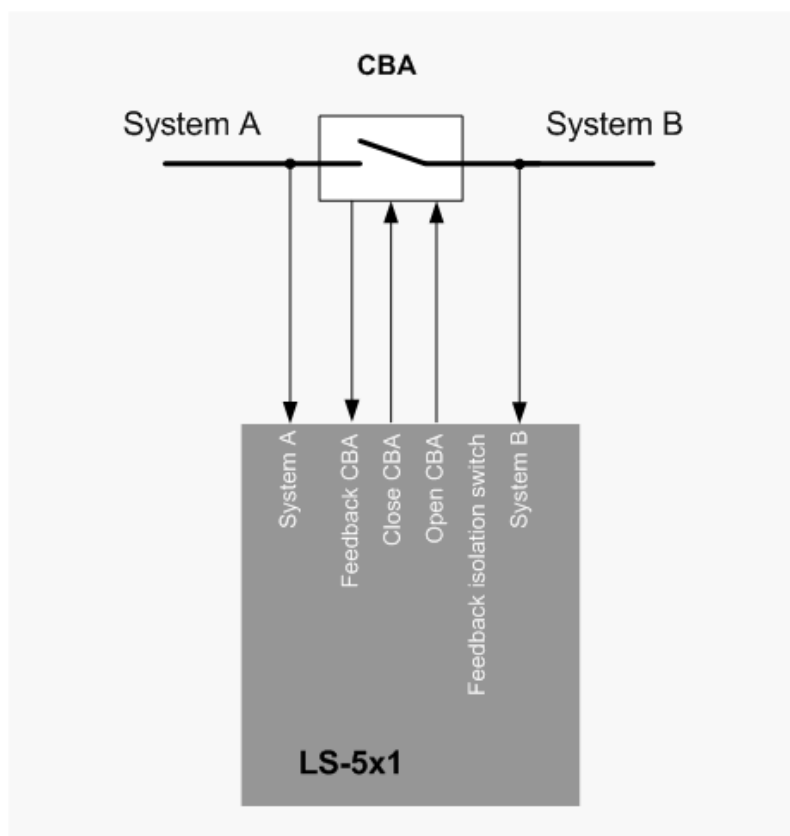 CBA
System A
System B
System A
Feedback CBA
Close CBA
Open CBA
Feedback isolation switch
System B
LS-5x1